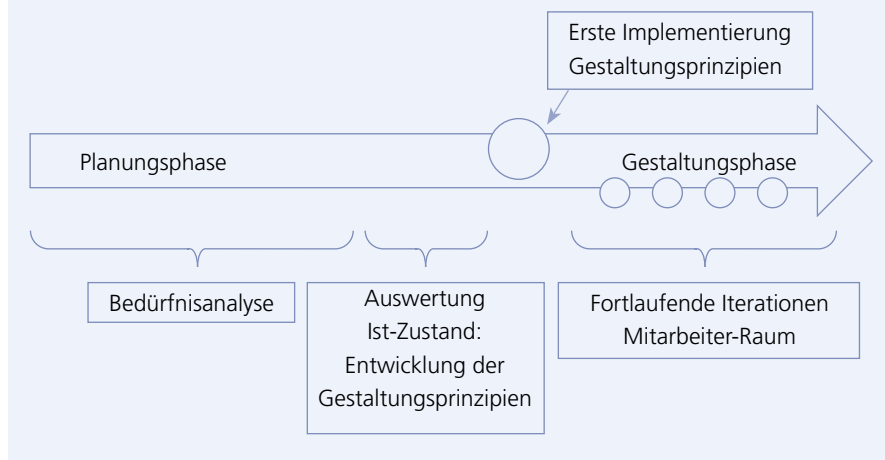 Erste Implementierung
Gestaltungsprinzipien
Planungsphase
Gestaltungsphase
Bedürfnisanalyse
Auswertung
Ist-Zustand:
Entwicklung der
Gestaltungsprinzipien
Fortlaufende Iterationen
Mitarbeiter-Raum